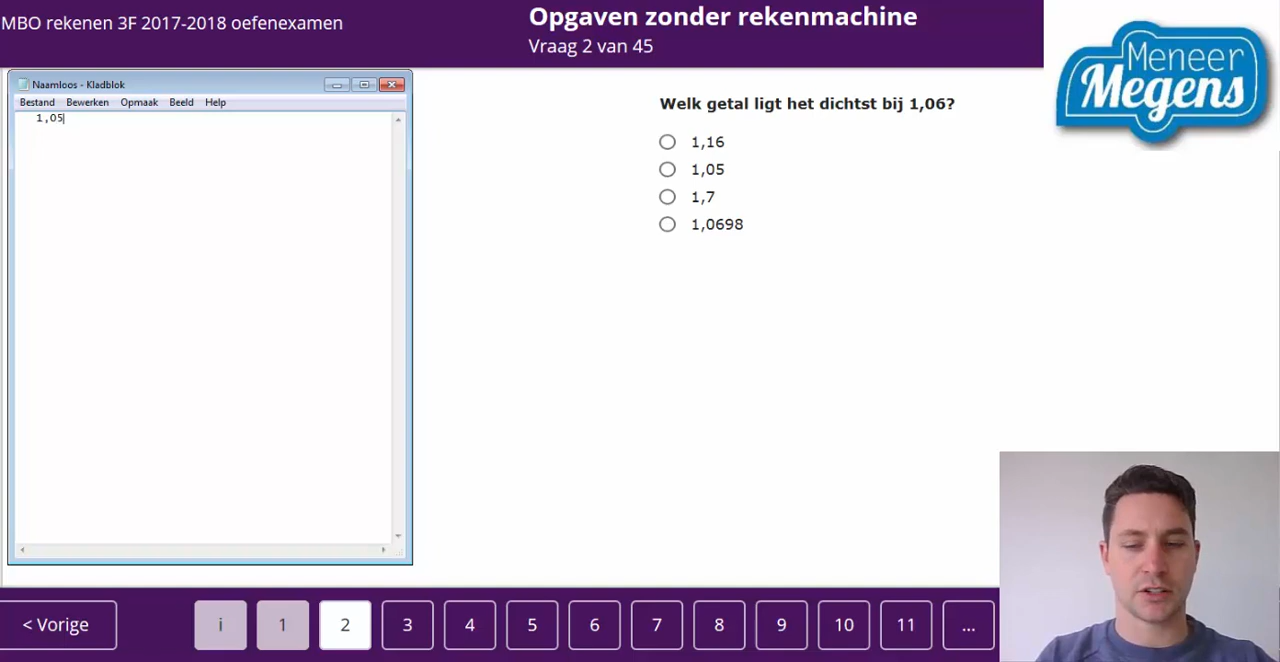 MBO rekenen 3F 2017-2018 oefenexamen
Opgaven zonder rekenmachine
Vraag 2 van 45
Meneer
Megens
Naamloos - Kladblok
Bestand Bewerken Opmaak Beeld Help
1,05
Welk getal ligt het dichtst bij 1,06?
1,16
1,05
1,7
1,0698
< Vorige i 1 2 3 4 5 6 7 8 9 10 11 ...